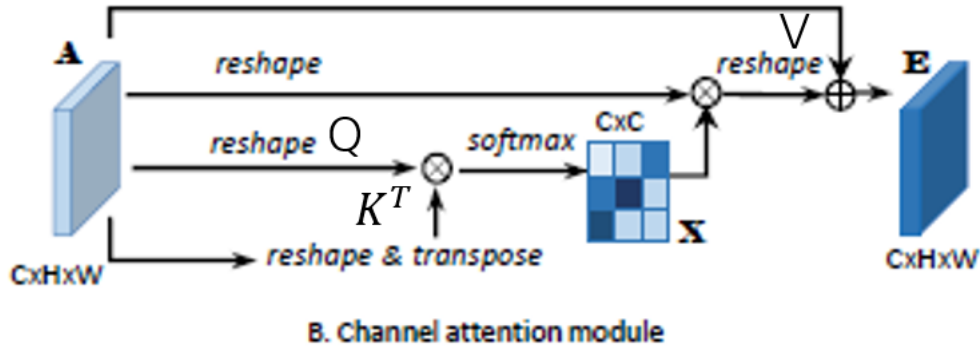 V
A
reshape
reshape
E
reshape Q
softmax
CxC
K^T
X
reshape & transpose
CxHxW
CxHxW
B. Channel attention module